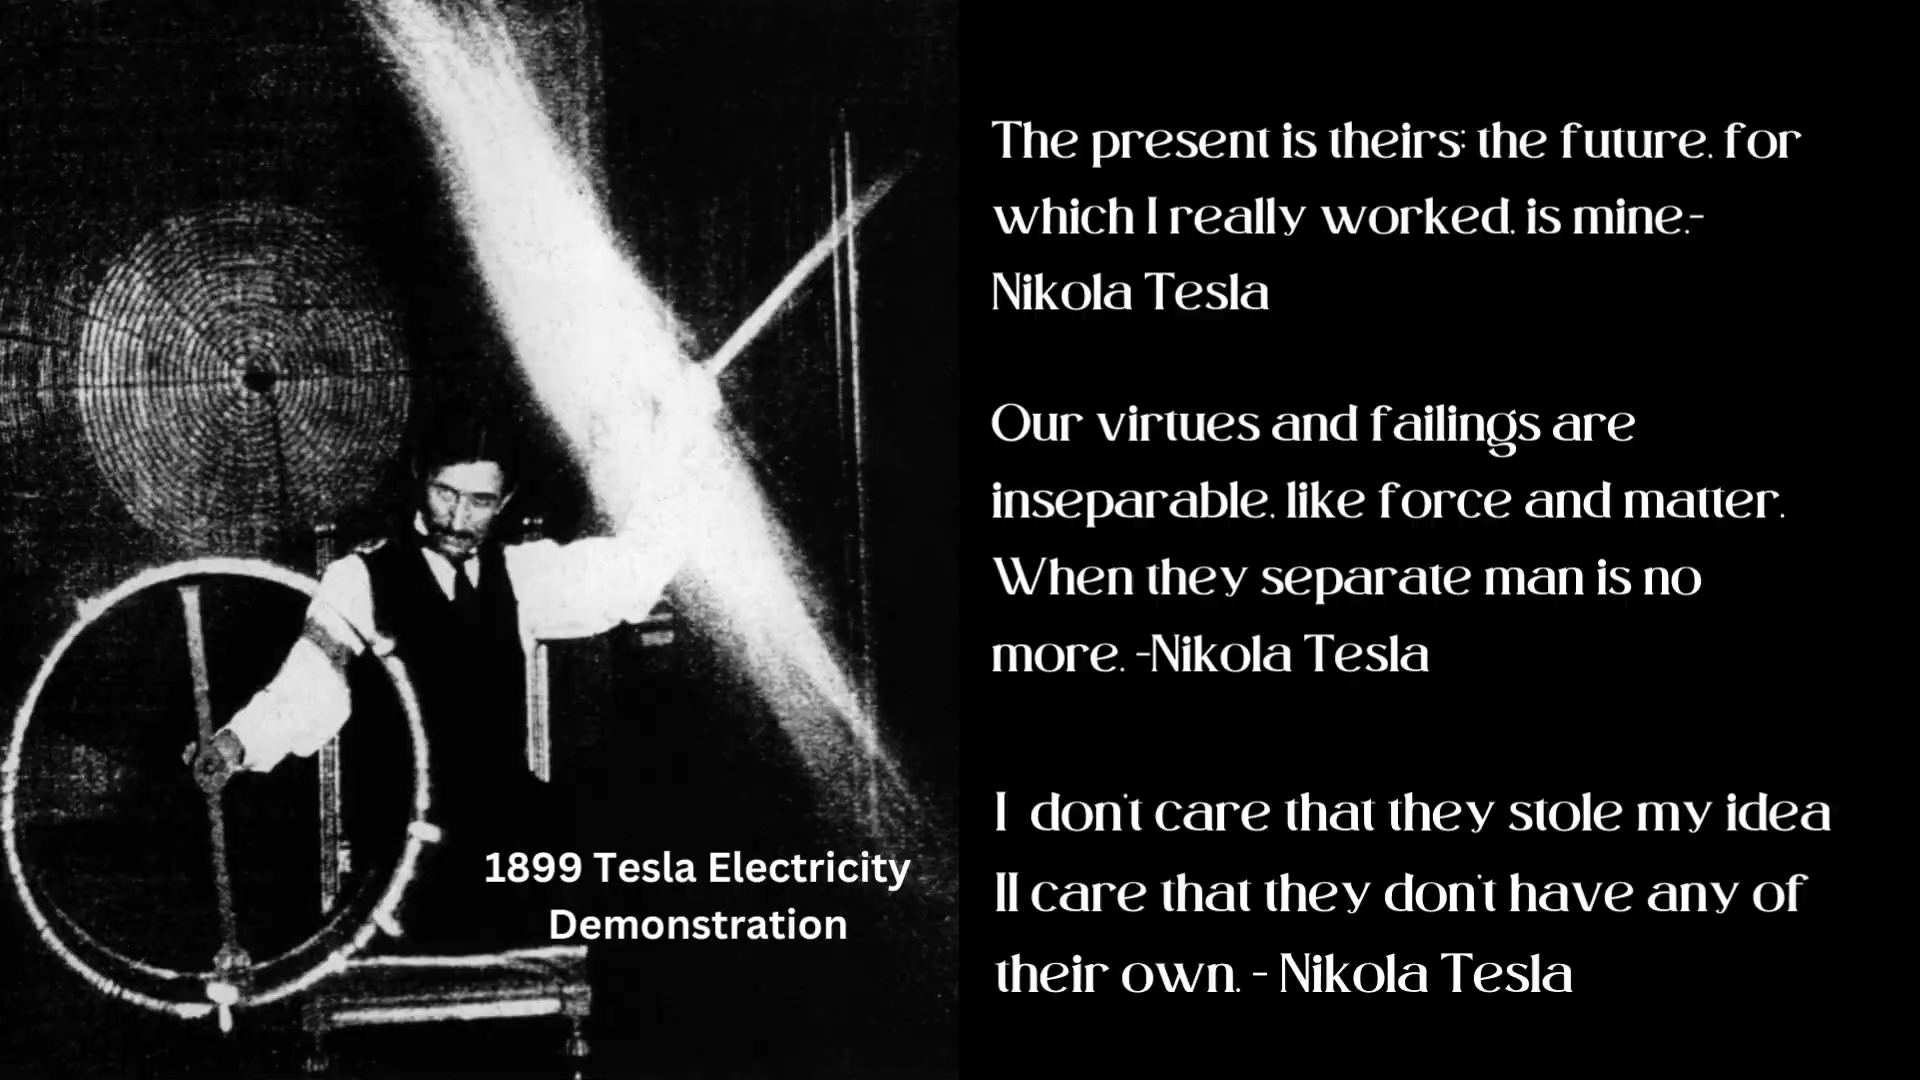 The present is theirs; the future, for
which I really worked, is mine.-
Nikola Tesla
Our virtues and failings are
inseparable, like force and matter.
When they separate man is no
more. -Nikola Tesla
I don't care that they stole my idea
II care that they don't have any of
their own. - Nikola Tesla
1899 Tesla Electricity
Demonstration